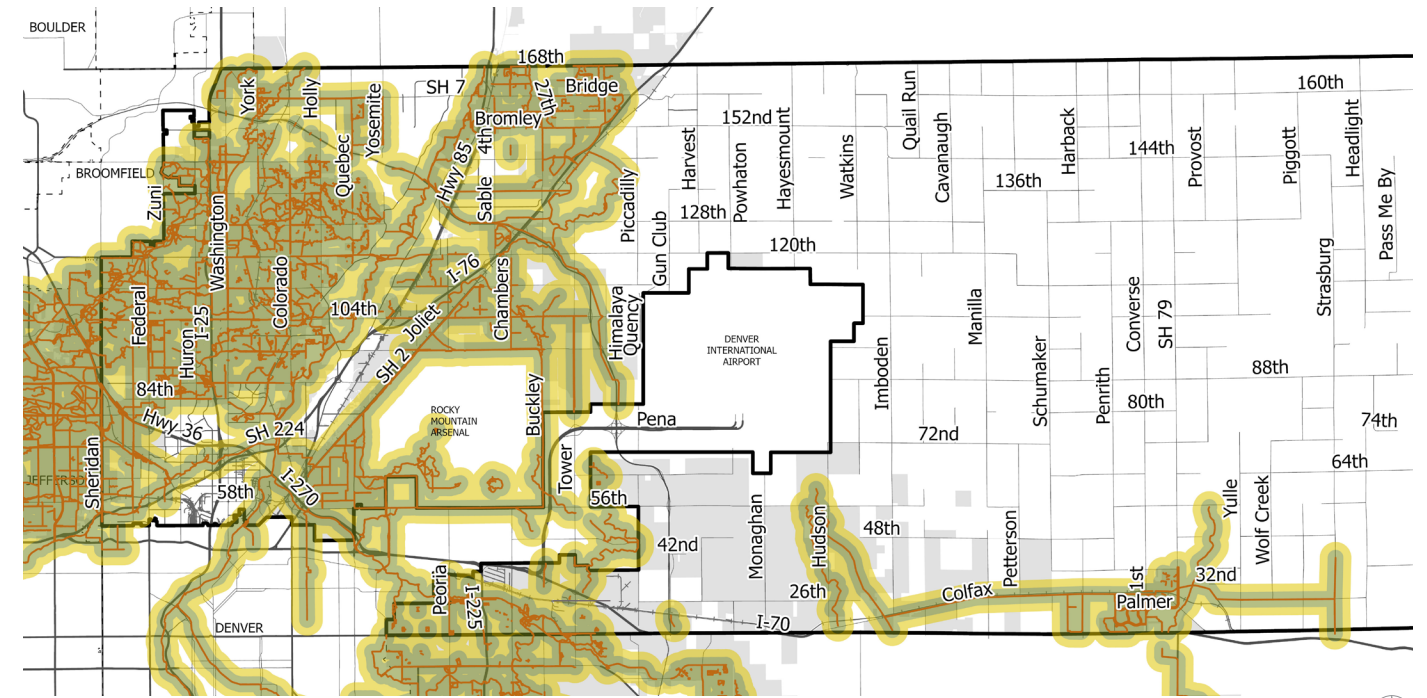 BOULDER
168th
York
Holly
Yosemite
SH 7
27th
Bridge
160th
Quail Run
Bromley
152nd
Hayesmount
Headlight
Quebec
4th
Harvest
Powhaton
Watkins
Cavanaugh
Harback
144th
Provost
Piggott
BROOMFIELD
Zuni
Hwy 85
Sable
Piccadilly
136th
Pass Me By
128th
Washington
Gun Club
120th
I-76
Colorado
Chambers
Strasburg
Federal
104th
Joliet
Himalaya
Quency
Manilla
Converse
SH 79
Huron
I-25
SH 2
DENVER
INTERNATIONAL
AIRPORT
Imboden
Schumaker
Penrith
88th
84th
80th
Buckley
ROCKY
MOUNTAIN
ARSENAL
Pena
74th
Hwy 36
SH 224
72nd
64th
Sheridan
JEFFERSO
I-270
Tower
58th
56th
Yulle
Wolf Creek
Monaghan
Hudson
48th
Petterson
42nd
Peoria
I-225
26th
Colfax
1st
32nd
Palmer
DENVER
I-70